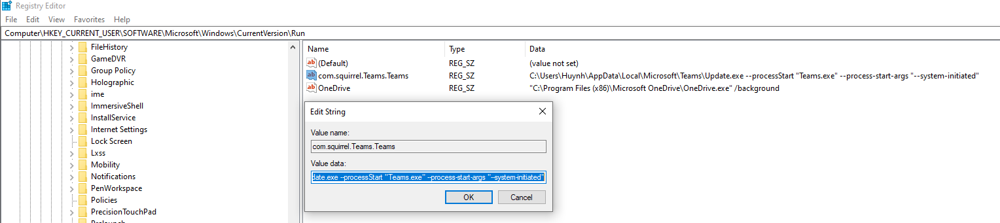 Registry Editor
File Edit View Favorites Help
Computer\HKEY_CURRENT_USER\SOFTWARE\Microsoft\Windows\CurrentVersion\Run
FileHistory
GameDVR
Group Policy
Holographic
ime
ImmersiveShell
InstallService
Internet Settings
Lock Screen
Lxss
Mobility
Notifications
PenWorkspace
Policies
PrecisionTouchPad
Name Type Data
ab (Default) REG_SZ (value not set)
ab com.squirrel.Teams.Teams REG_SZ C:\Users\Huynh\AppData\Local\Microsoft\Teams\Update.exe --processStart "Teams.exe" --process-start-args "--system-initiated"
ab OneDrive REG_SZ "C:\Program Files (x86)\Microsoft OneDrive\OneDrive.exe" /background
Edit String
Value name:
com.squirrel.Teams.Teams
Value data:
date.exe --processStart "Teams.exe" --process-start-args "--system-initiated"
OK Cancel